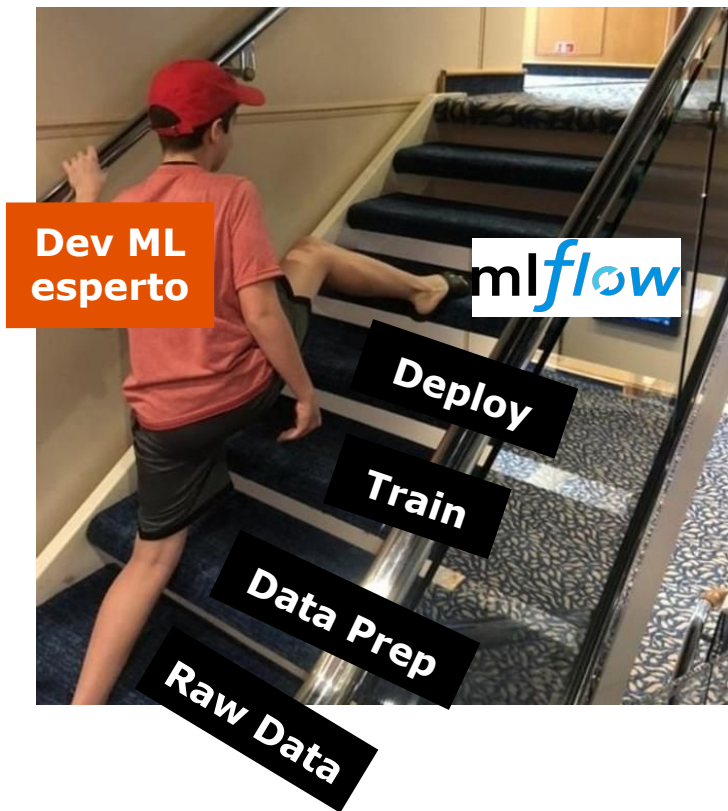 Dev ML
esperto
mlflow
Deploy
Train
Data Prep
Raw Data